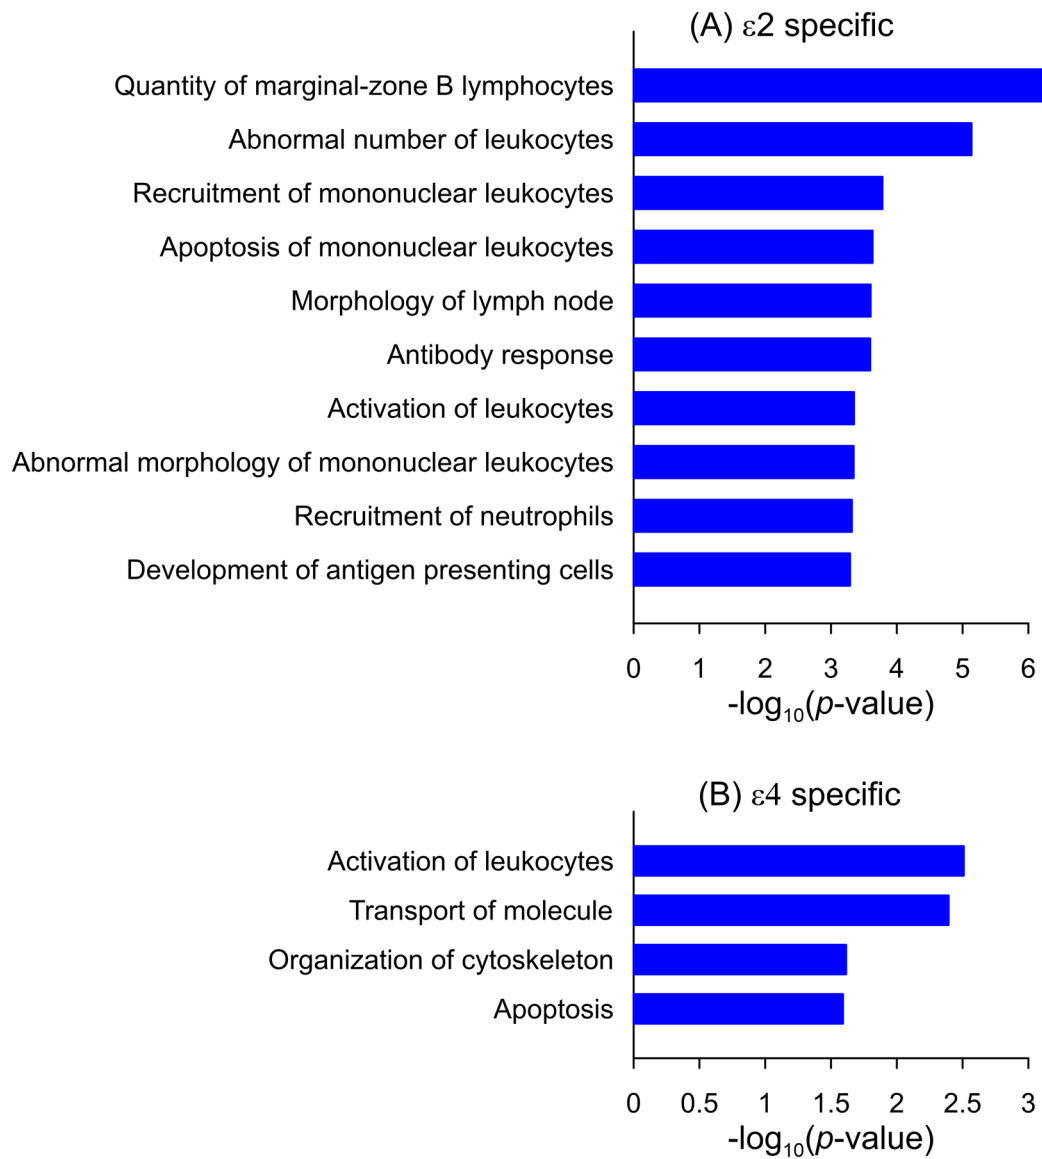 (A) ε2 specific
Quantity of marginal-zone B lymphocytes
Abnormal number of leukocytes
Recruitment of mononuclear leukocytes
Apoptosis of mononuclear leukocytes
Morphology of lymph node
Antibody response
Activation of leukocytes
Abnormal morphology of mononuclear leukocytes
Recruitment of neutrophils
Development of antigen presenting cells
0 1 2 3 4 5 6
-log10(p-value)
(B) ε4 specific
Activation of leukocytes
Transport of molecule
Organization of cytoskeleton
Apoptosis
0 0.5 1 1.5 2 2.5 3
-log10(p-value)